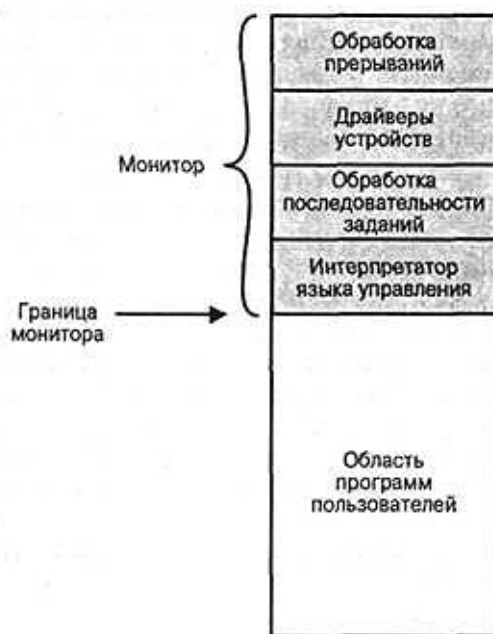 Обработка
прерываний
Драйверы
устройств
Монитор
Обработка
последовательности
заданий
Интерпретатор
языка управления
Граница
монитора
Область
программ
пользователей